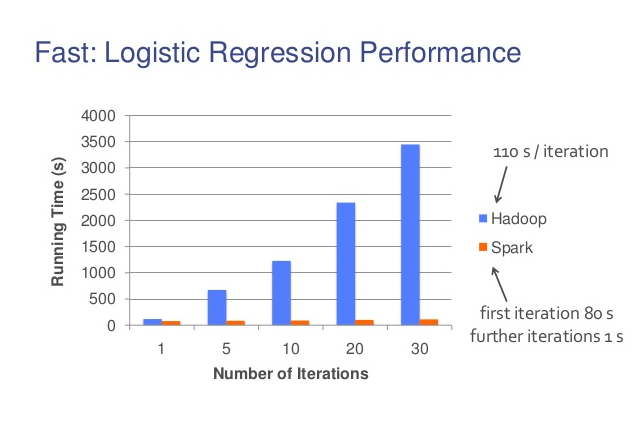 Fast: Logistic Regression Performance
4000
3500
3000
2500
2000
1500
1000
500
0
Running Time (s)
1 5 10 20 30
Number of Iterations
110 s / iteration
Hadoop
Spark
first iteration 80 s
further iterations 1 s